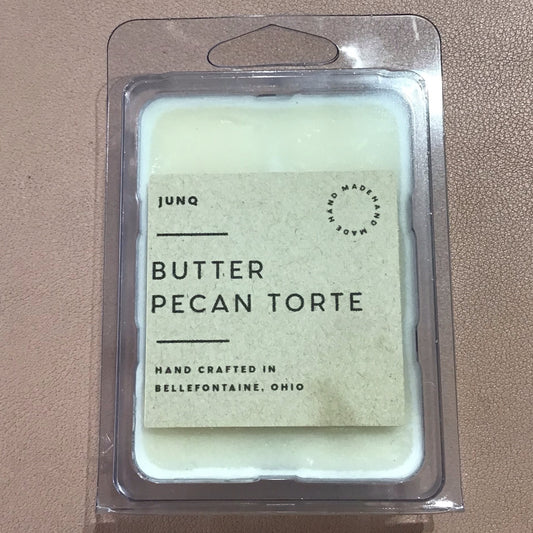 JUNQ
HAND MADE HAND MADE
BUTTER
PECAN TORTE
HAND CRAFTED IN
BELLEFONTAINE, OHIO